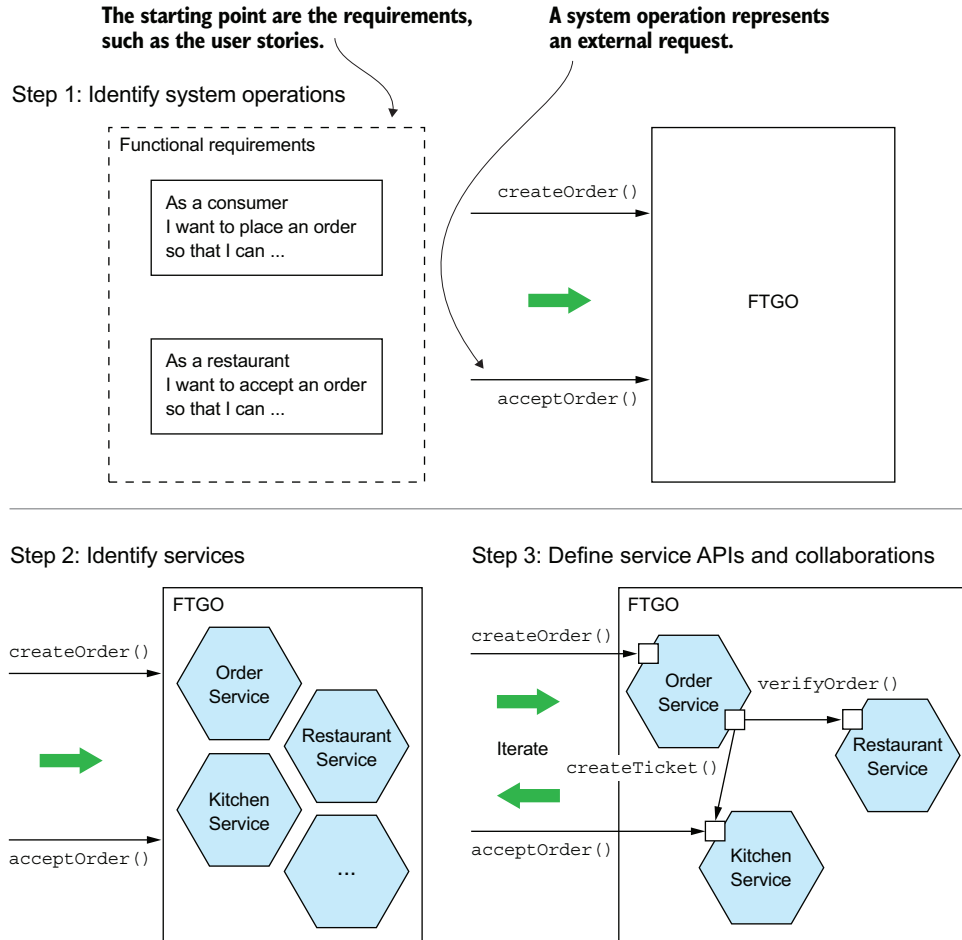 The starting point are the requirements,
such as the user stories.
A system operation represents
an external request.
Step 1: Identify system operations
Functional requirements
As a consumer
I want to place an order
so that I can ...
As a restaurant
I want to accept an order
so that I can ...
createOrder()
acceptOrder()
FTGO
Step 2: Identify services
FTGO
createOrder()
acceptOrder()
Order
Service
Restaurant
Service
Kitchen
Service
...
Step 3: Define service APIs and collaborations
FTGO
createOrder()
Order
Service
verifyOrder()
Restaurant
Service
Iterate
createTicket()
acceptOrder()
Kitchen
Service